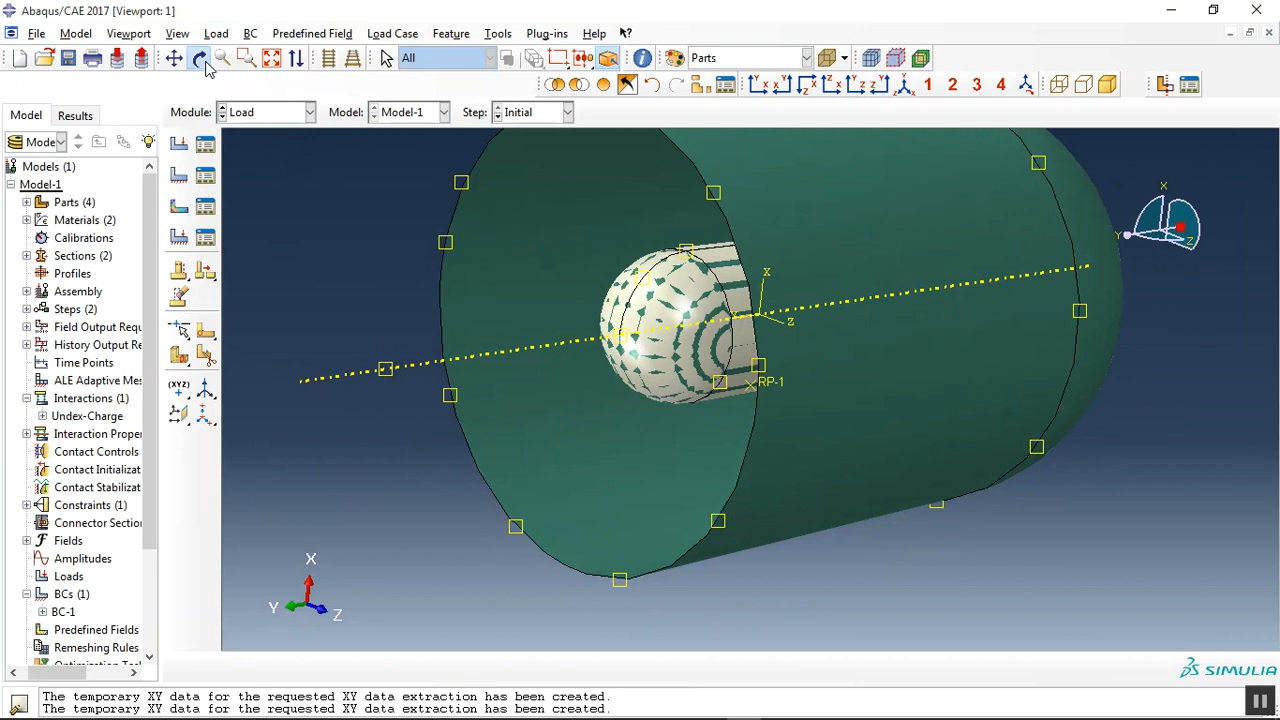 Abaqus/CAE 2017 [Viewport: 1]
File Model Viewport View Load BC Predefined Field Load Case Feature Tools Plug-ins Help
All Parts
1 2 3 4
Model Results Module: Load Model: Model-1 Step: Initial
Mode
Models (1)
Model-1
Parts (4)
Materials (2)
Calibrations
Sections (2)
Profiles
Assembly
Steps (2)
Field Output Requ
History Output Re
Time Points
ALE Adaptive Mes
Interactions (1)
Undex-Charge
Interaction Proper
Contact Controls
Contact Initializat
Contact Stabilizat
Constraints (1)
Connector Section
Fields
Amplitudes
Loads
BCs (1)
BC-1
Predefined Fields
Remeshing Rules
(XYZ)
X
Z
RP-1
X
Y
Z
X
Y
Z
SIMULIA
The temporary XY data for the requested XY data extraction has been created.
The temporary XY data for the requested XY data extraction has been created.